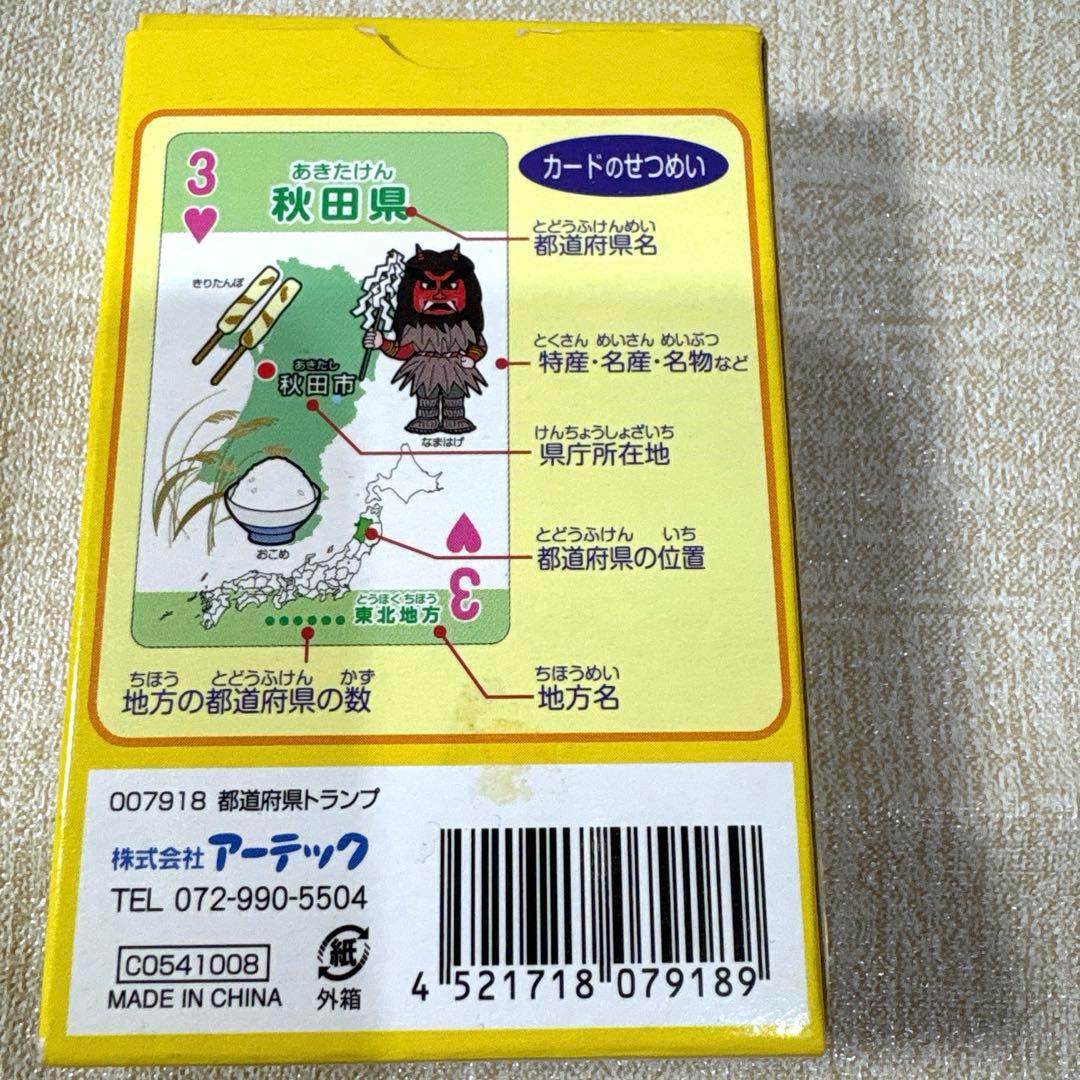 3
あきたけん
秋田県
カードのせつめい
とどうふけんめい
都道府県名
きりたんぽ
とくさん めいさん めいぶつ
特産・名産・名物など
あきたし
秋田市
なまはげ
けんちょうしょざいち
県庁所在地
おこめ
とどうふけん いち
都道府県の位置
3
とうほくちほう
東北地方
ちほう とどうふけん かず
地方の都道府県の数
ちほうめい
地方名
007918 都道府県トランプ
株式会社 アーテック
TEL 072-990-5504
C0541008
MADE IN CHINA
紙
外箱
4 521718 079189